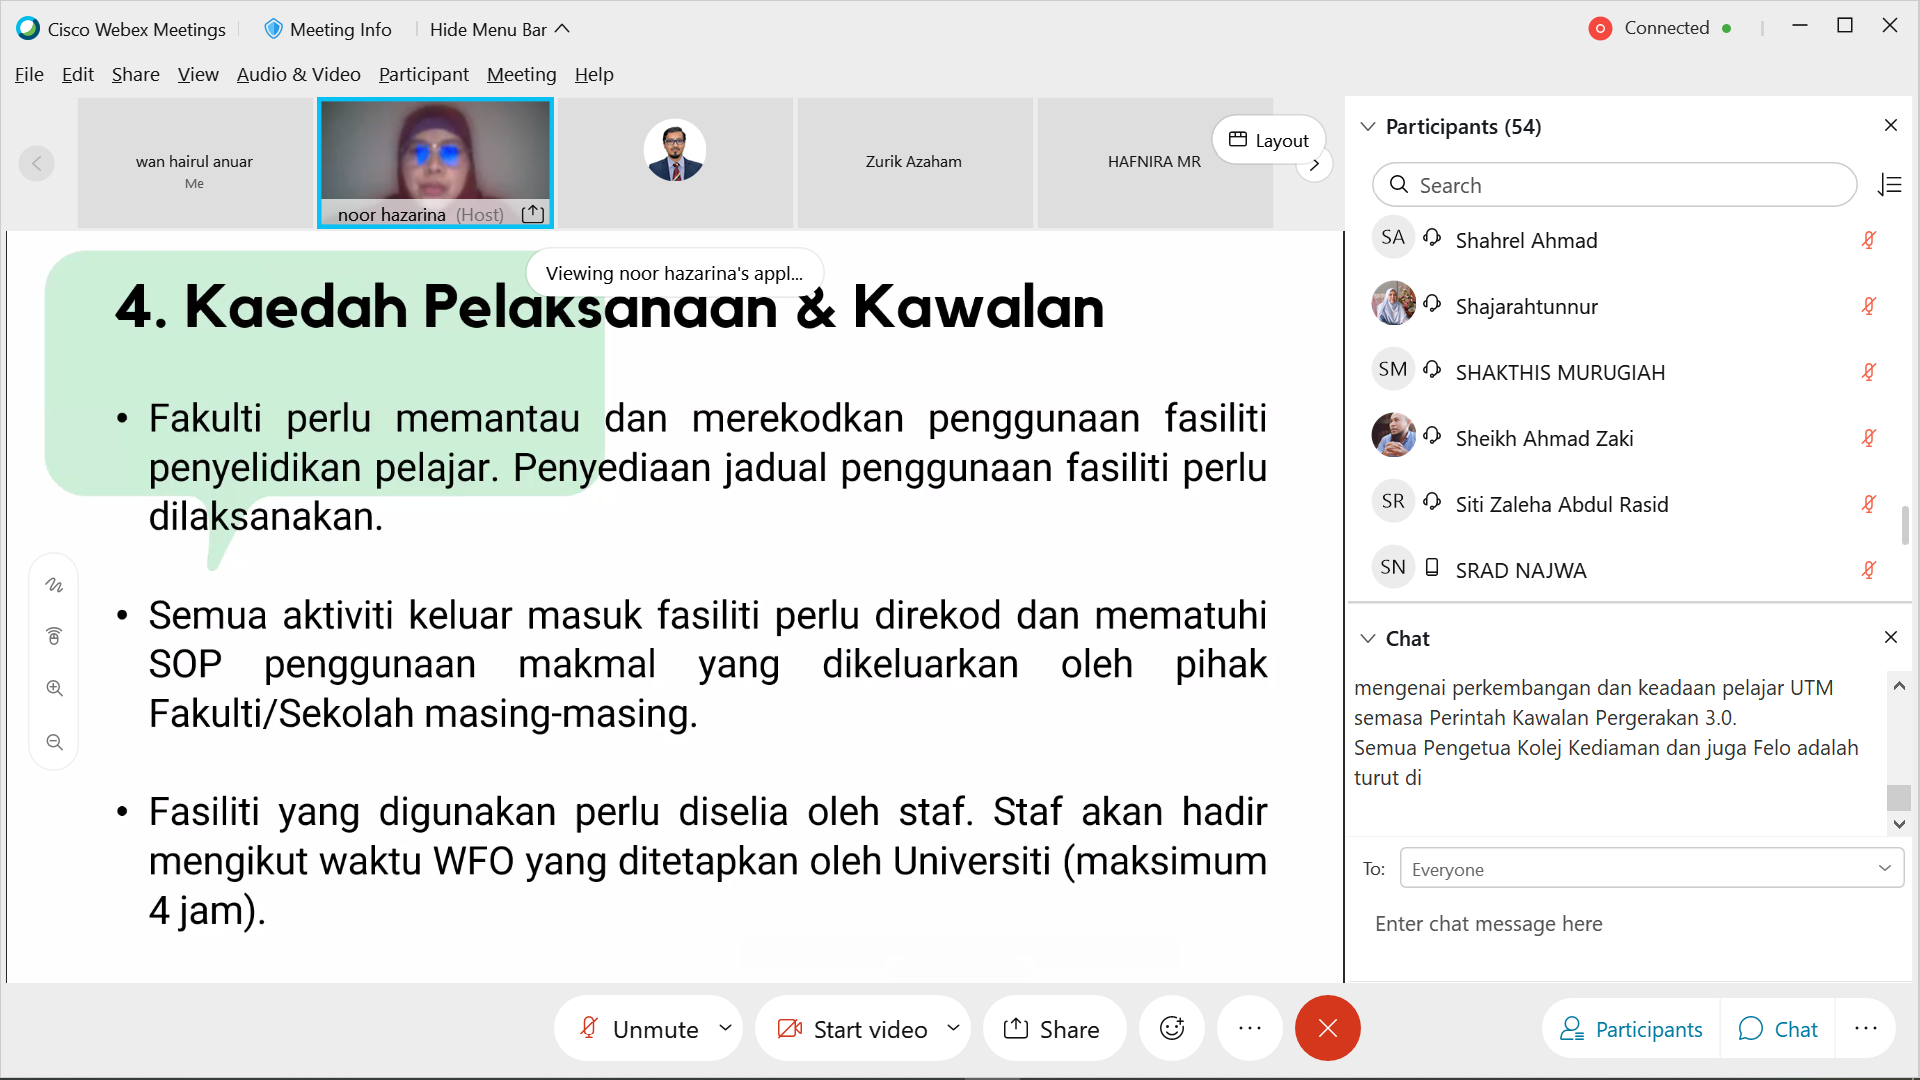 Cisco Webex Meetings
Meeting Info
Hide Menu Bar
Connected
File Edit Share View Audio & Video Participant Meeting Help
wan hairul anuar
Me
noor hazarina (Host)
Zurik Azaham
HAFNIRA MR
Layout
Viewing noor hazarina's appl...
4. Kaedah Pelaksanaan & Kawalan
• Fakulti perlu memantau dan merekodkan penggunaan fasiliti
penyelidikan pelajar. Penyediaan jadual penggunaan fasiliti perlu
dilaksanakan.
• Semua aktiviti keluar masuk fasiliti perlu direkod dan mematuhi
SOP penggunaan makmal yang dikeluarkan oleh pihak
Fakulti/Sekolah masing-masing.
• Fasiliti yang digunakan perlu diselia oleh staf. Staf akan hadir
mengikut waktu WFO yang ditetapkan oleh Universiti (maksimum
4 jam).
Participants (54)
Search
SA Shahrel Ahmad
Shajarahtunnur
SM SHAKTHIS MURUGIAH
Sheikh Ahmad Zaki
SR Siti Zaleha Abdul Rasid
SN SRAD NAJWA
Chat
mengenai perkembangan dan keadaan pelajar UTM
semasa Perintah Kawalan Pergerakan 3.0.
Semua Pengetua Kolej Kediaman dan juga Felo adalah
turut di
To: Everyone
Enter chat message here
Unmute
Start video
Share
Participants
Chat